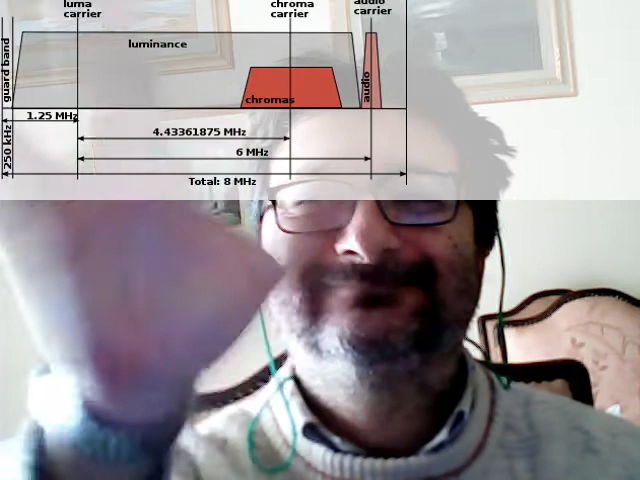 luma
carrier
chroma
carrier
audio
carrier
guard band
luminance
chromas
audio
1.25 MHz
250 kHz
4.43361875 MHz
6 MHz
Total: 8 MHz